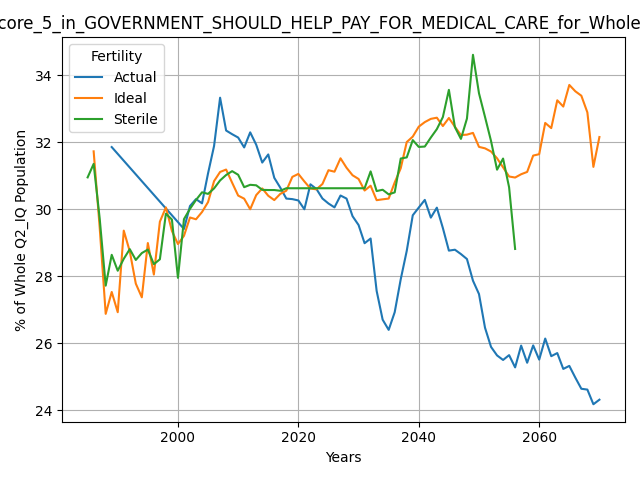 core_5_in_GOVERNMENT_SHOULD_HELP_PAY_FOR_MEDICAL_CARE_for_Whole
Fertility
Actual
Ideal
Sterile
% of Whole Q2_IQ Population
34
32
30
28
26
24
2000 2020 2040 2060
Years